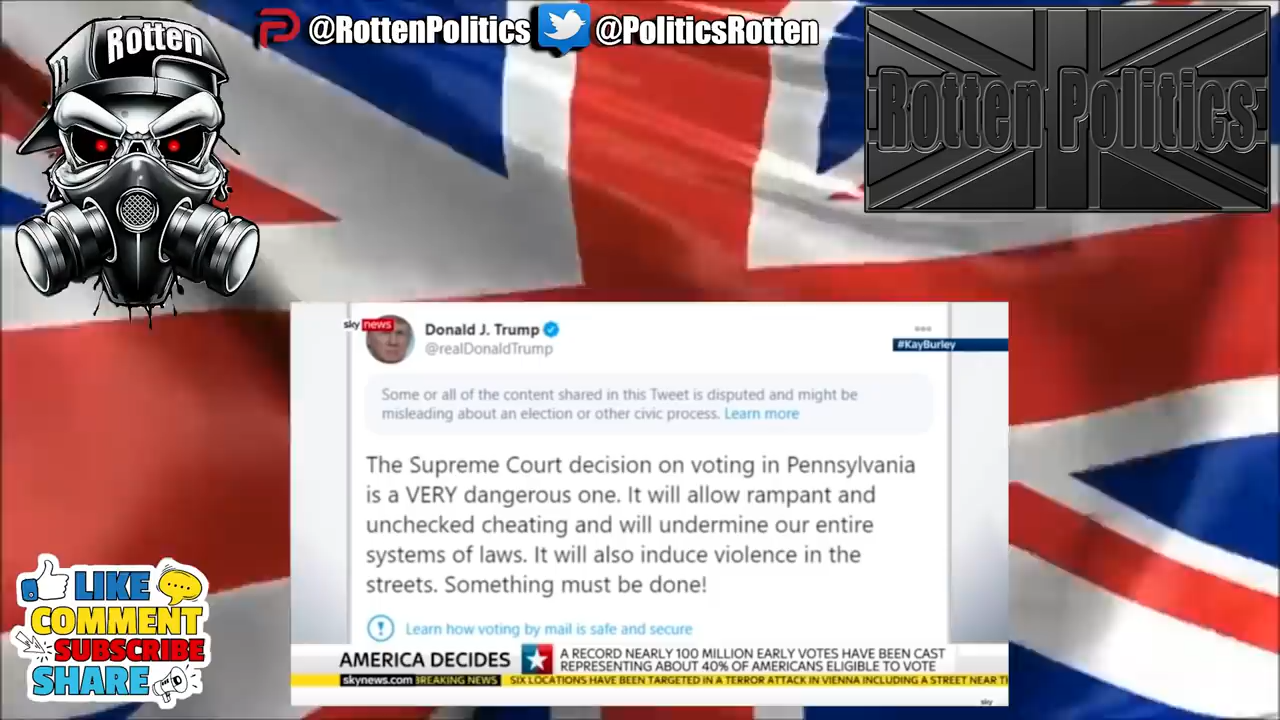 Rotten
@RottenPolitics
@PoliticsRotten
Rotten Politics
sky news
Donald J. Trump
@realDonaldTrump
#KayBurley
Some or all of the content shared in this Tweet is disputed and might be
misleading about an election or other civic process. Learn more
The Supreme Court decision on voting in Pennsylvania
is a VERY dangerous one. It will allow rampant and
unchecked cheating and will undermine our entire
systems of laws. It will also induce violence in the
streets. Something must be done!
Learn how voting by mail is safe and secure
AMERICA DECIDES
A RECORD NEARLY 100 MILLION EARLY VOTES HAVE BEEN CAST
REPRESENTING ABOUT 40% OF AMERICANS ELIGIBLE TO VOTE
skynews.com BREAKING NEWS SIX LOCATIONS HAVE BEEN TARGETED IN A TERROR ATTACK IN VIENNA INCLUDING A STREET NEAR
sky
LIKE
COMMENT
SUBSCRIBE
SHARE